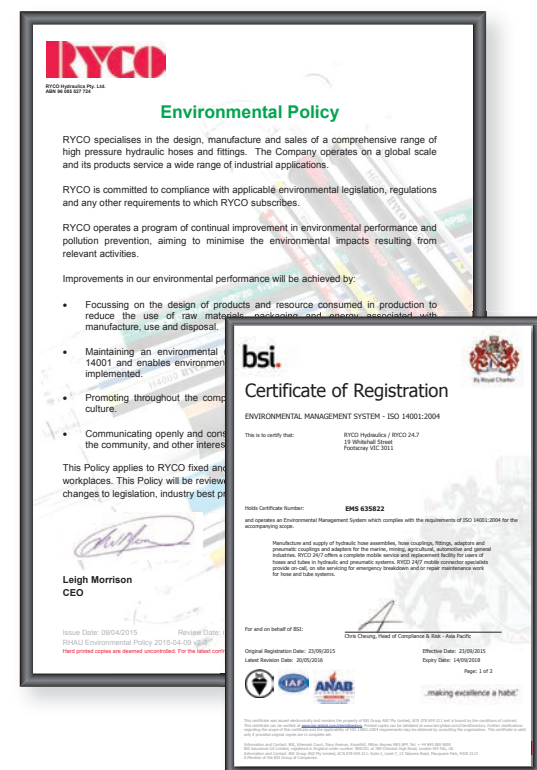 RYCO
RYCO Hydraulics Pty. Ltd.
ABN 96 005 527 724
Environmental Policy
RYCO specialises in the design, manufacture and sales of a comprehensive range of
high pressure hydraulic hoses and fittings. The Company operates on a global scale
and its products service a wide range of industrial applications.
RYCO is committed to compliance with applicable environmental legislation, regulations
and any other requirements to which RYCO subscribes.
RYCO operates a program of continual improvement in environmental performance and
pollution prevention, aiming to minimise the environmental impacts resulting from
relevant activities.
Improvements in our environmental performance will be achieved by:
• Focussing on the design of products and resource consumed in production to
reduce the use of raw materials, packaging and energy associated with
manufacture, use and disposal.
• Maintaining an environmental
14001 and enables
implemented.
• Promoting throughout the
culture.
• Communicating openly and
the community, and other
This Policy applies to RYCO fixed and
workplaces. This Policy will be
changes to legislation, industry best
Leigh Morrison
CEO
Issue Date: 09/04/2015 Review Date:
RHAU Environmental Policy 2015-04-09
Hard printed copies are deemed uncontrolled. For the latest
bsi.
By Royal Charter
Certificate of Registration
ENVIRONMENTAL MANAGEMENT SYSTEM - ISO 14001:2004
This is to certify that: RYCO Hydraulics / RYCO 24.7
19 Whitehall Street
Footscray VIC 3011
Holds Certificate Number: EMS 635822
and operates an Environmental Management System which complies with the requirements of ISO 14001:2004 for the
accompanying scope.
Manufacture and supply of hydraulic hose assemblies, hose couplings, fittings, adaptors and
pneumatic couplings and adapters for the marine, mining, agricultural, automotive and general
industries. RYCO 24/7 offers a complete mobile service and replacement facility for users of
hoses and tubes in hydraulic and pneumatic systems. RYCO 24/7 mobile connector specialists
provide on-call, on site servicing for emergency breakdown and or repair maintenance work
for hose and tube systems.
For and on behalf of BSI:
Chris Cheung, Head of Compliance & Risk - Asia Pacific
Original Registration Date: 23/09/2015 Effective Date: 23/09/2015
Latest Revision Date: 20/05/2016 Expiry Date: 14/09/2018
Page: 1 of 2
IAF
ANAB
...making excellence a habit.™